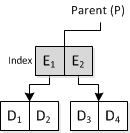 Parent (P)
Index E1 E2
D1 D2 D3 D4